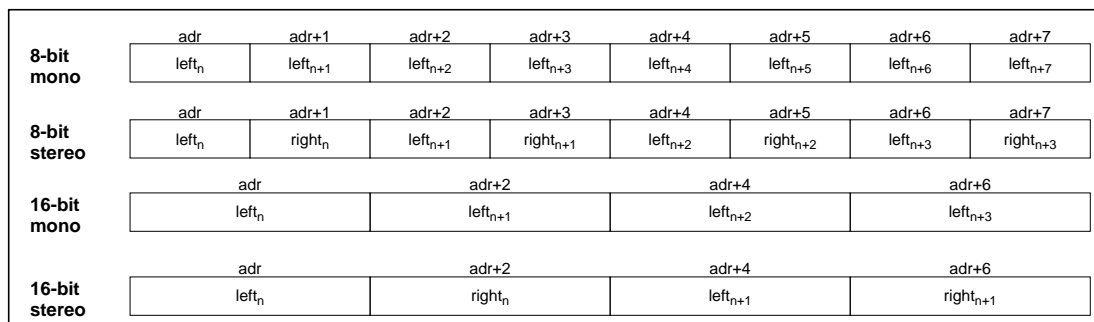 adr adr+1 adr+2 adr+3 adr+4 adr+5 adr+6 adr+7
8-bit mono
leftn leftn+1 leftn+2 leftn+3 leftn+4 leftn+5 leftn+6 leftn+7
adr adr+1 adr+2 adr+3 adr+4 adr+5 adr+6 adr+7
8-bit stereo
leftn rightn leftn+1 rightn+1 leftn+2 rightn+2 leftn+3 rightn+3
adr adr+2 adr+4 adr+6
16-bit mono
leftn leftn+1 leftn+2 leftn+3
adr adr+2 adr+4 adr+6
16-bit stereo
leftn rightn leftn+1 rightn+1